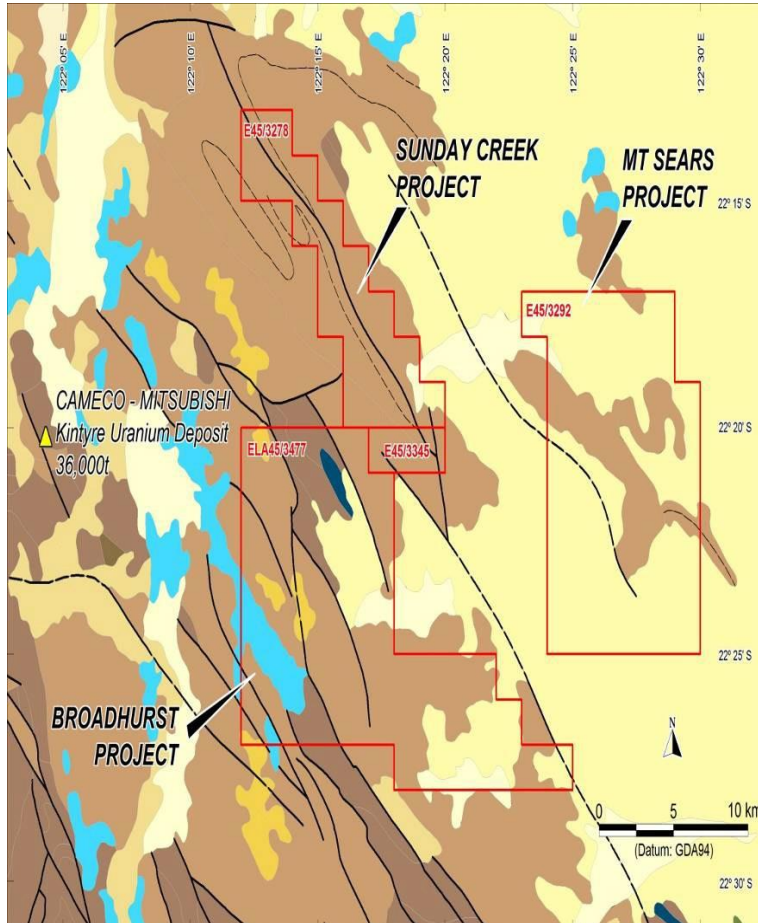 122° 05' E
122° 10' E
122° 15' E
122° 20' E
122° 25' E
122° 30' E
E45/3278
SUNDAY CREEK
PROJECT
MT SEARS
PROJECT
22° 15' S
E45/3292
CAMECO - MITSUBISHI
Kintyre Uranium Deposit
36,000t
22° 20' S
ELA45/3477
E45/3345
22° 25' S
BROADHURST
PROJECT
N
0 5 10 km
(Datum: GDA94)
22° 30' S